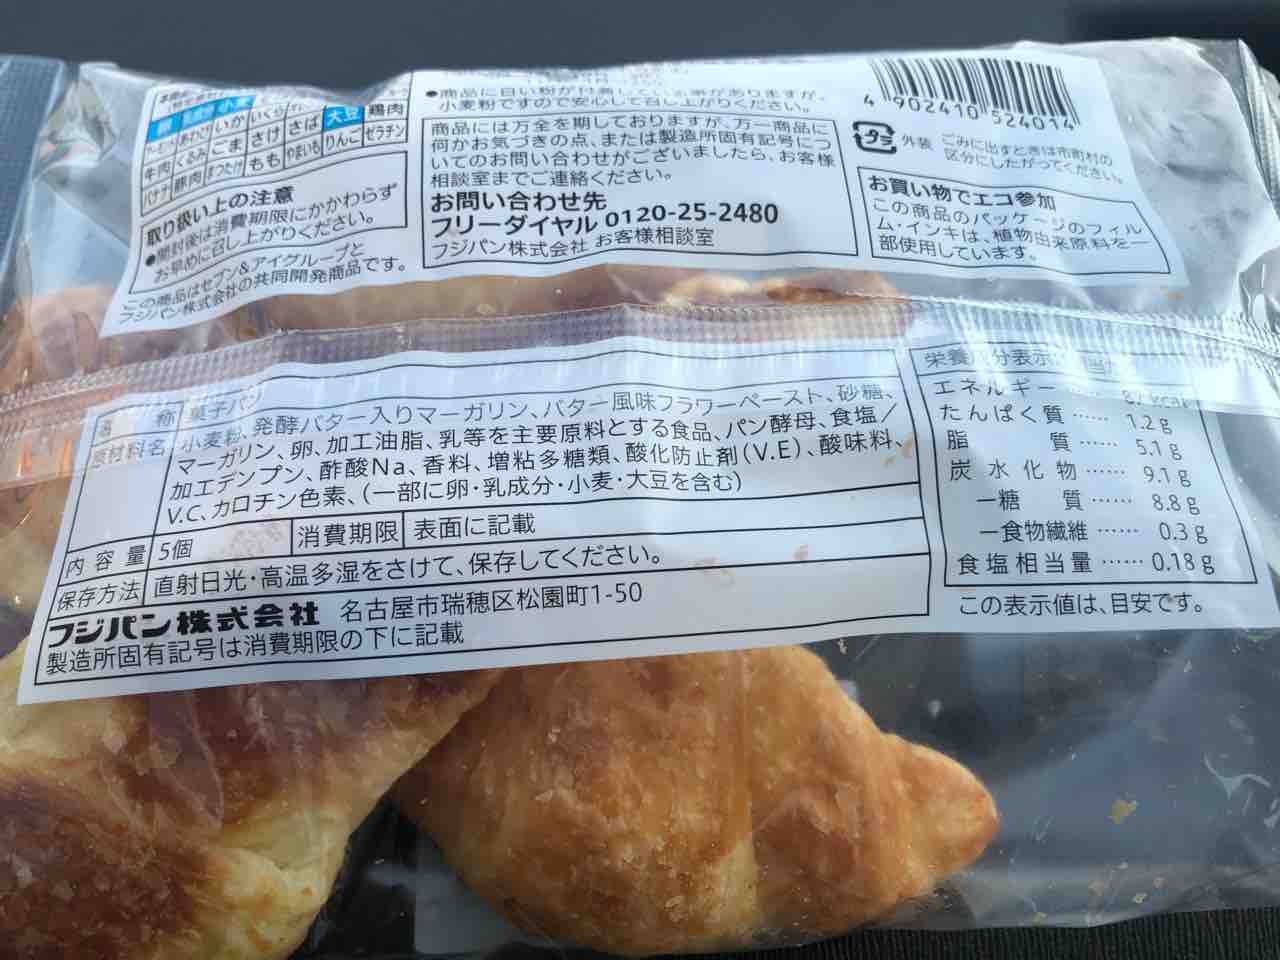 卵 乳成分 小麦 いくら
大豆 鶏肉
あわび いか さけ さば りんご ゼラチン
牛肉 くるみ ごま もも やまいも
バナナ 豚肉 まつたけ
取り扱い上の注意
●開封後は消費期限にかかわらず
お早めに召し上がりください。
この商品はセブン&アイグループと
フジパン株式会社の共同開発商品です。
●商品に白い粉が付着している事がありますが、
小麦粉ですので安心して召し上がりください。
商品には万全を期しておりますが、万一商品に
何かお気づきの点、または製造所固有記号につ
いてのお問い合わせがございましたら、お客様
相談室までご連絡ください。
お問い合わせ先
フリーダイヤル 0120-25-2480
フジパン株式会社 お客様相談室
4 902410 524014
プラ 外装 ごみに出すときは市町村の
区分にしたがってください。
お買い物でエコ参加
この商品のパッケージのフィル
ム・インキは、植物由来原料を一
部使用しています。
名 称 菓子パン
原材料名 小麦粉、発酵バター入りマーガリン、バター風味フラワーペースト、砂糖、
マーガリン、卵、加工油脂、乳等を主要原料とする食品、パン酵母、食塩／
加工デンプン、酢酸Na、香料、増粘多糖類、酸化防止剤(V.E)、酸味料、
V.C、カロチン色素、(一部に卵・乳成分・小麦・大豆を含む)
内容量 5個 消費期限 表面に記載
保存方法 直射日光・高温多湿をさけて、保存してください。
フジパン株式会社 名古屋市瑞穂区松園町1-50
製造所固有記号は消費期限の下に記載
栄養成分表示
エネルギー …… 87 kcal
たんぱく質 …… 1.2 g
脂 質 …… 5.1 g
炭水化物 …… 9.1 g
－糖 質 …… 8.8 g
－食物繊維 …… 0.3 g
食塩相当量 …… 0.18 g
この表示値は、目安です。